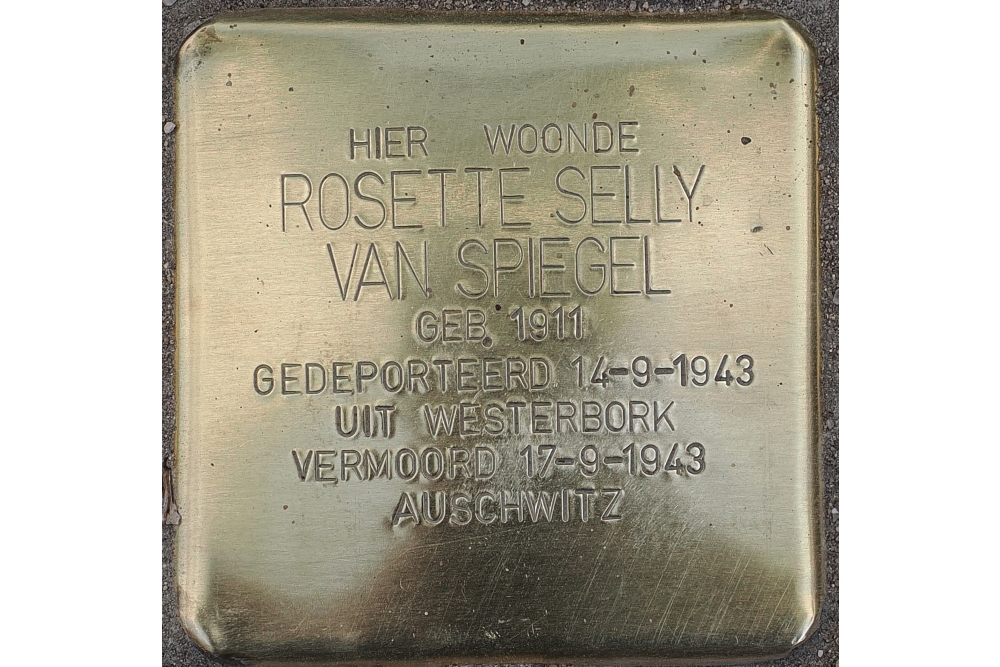 HIER WOONDE
ROSETTE SELLY
VAN SPIEGEL
GEB. 1911
GEDEPORTEERD 14-9-1943
UIT WESTERBORK
VERMOORD 17-9-1943
AUSCHWITZ